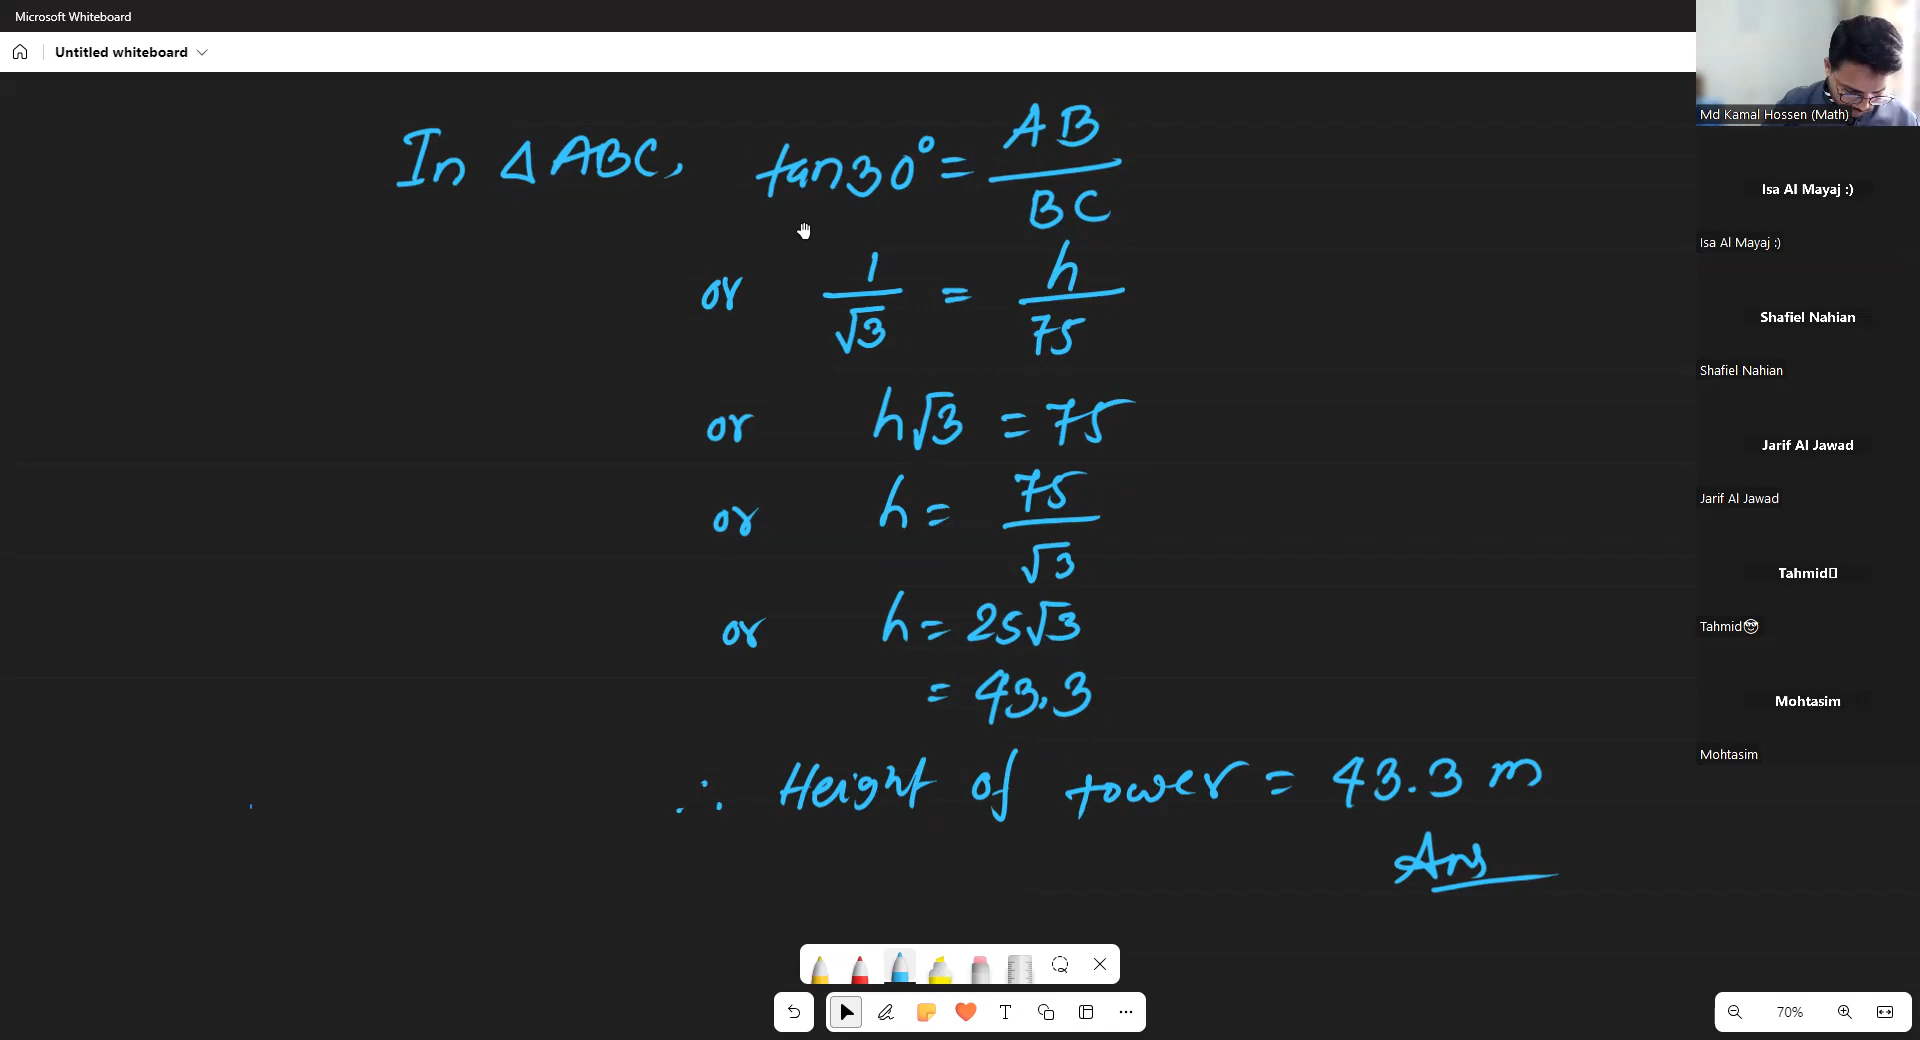 Microsoft Whiteboard
Untitled whiteboard
Md Kamal Hossen (Math)
In △ABC, tan30° = AB/BC
or 1/√3 = h/75
or h√3 = 75
or h = 75/√3
or h = 25√3
= 43.3
∴ Height of tower = 43.3 m
Ans
Isa Al Mayaj :)
Isa Al Mayaj :)
Shafiel Nahian
Shafiel Nahian
Jarif Al Jawad
Jarif Al Jawad
Tahmid▯
Tahmid😎
Mohtasim
Mohtasim
T
70%